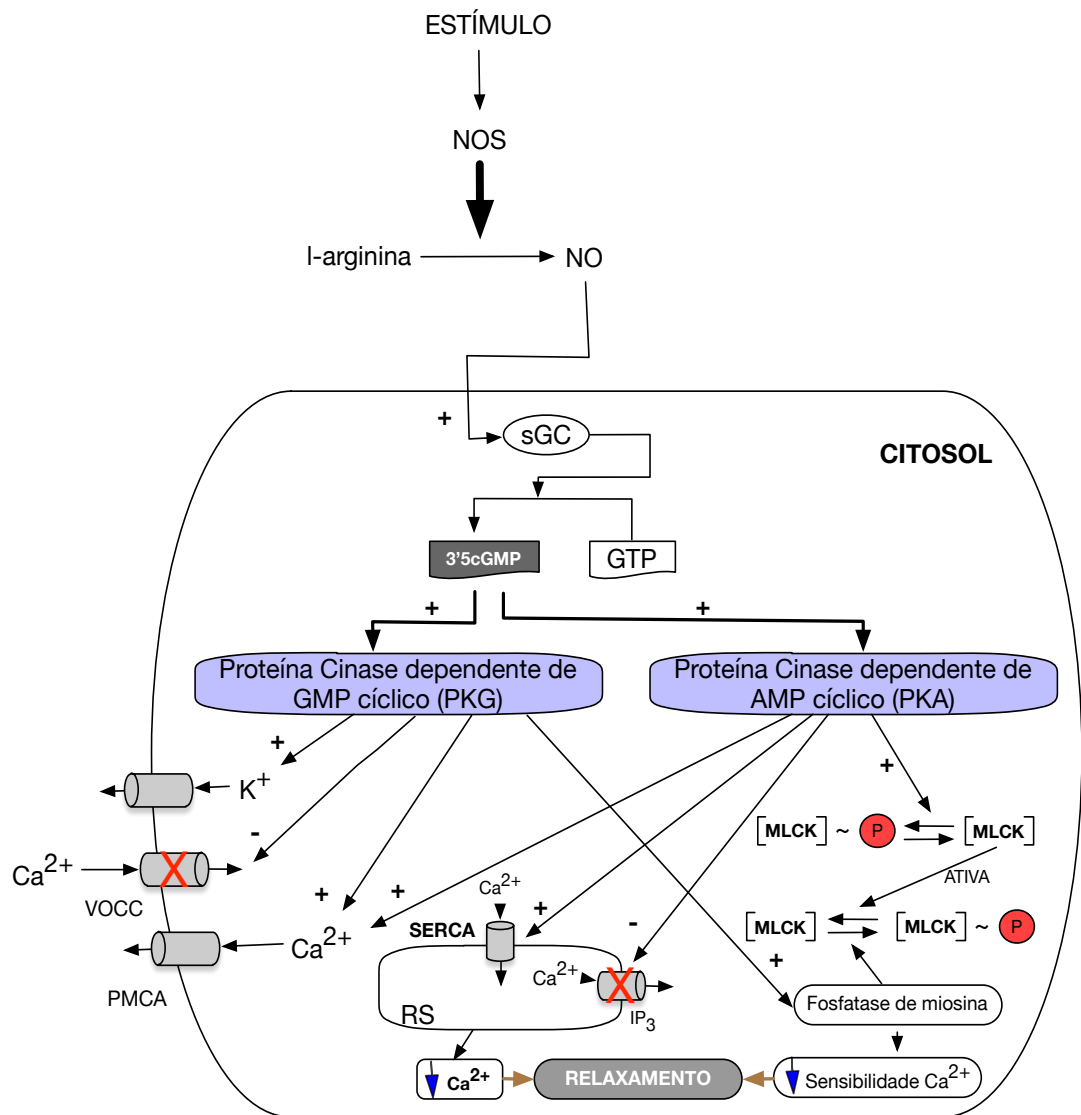 ESTÍMULO
NOS
l-arginina
NO
+
sGC
CITOSOL
3'5cGMP
GTP
+
+
Proteína Cinase dependente de
GMP cíclico (PKG)
Proteína Cinase dependente de
AMP cíclico (PKA)
+
K+
+
-
[MLCK] ~ P
[MLCK]
Ca2+
VOCC
ATIVA
+
+
Ca2+
SERCA
+
-
[MLCK]
[MLCK] ~ P
Ca2+
PMCA
Ca2+
RS
IP3
+
Fosfatase de miosina
Ca2+
RELAXAMENTO
Sensibilidade Ca2+